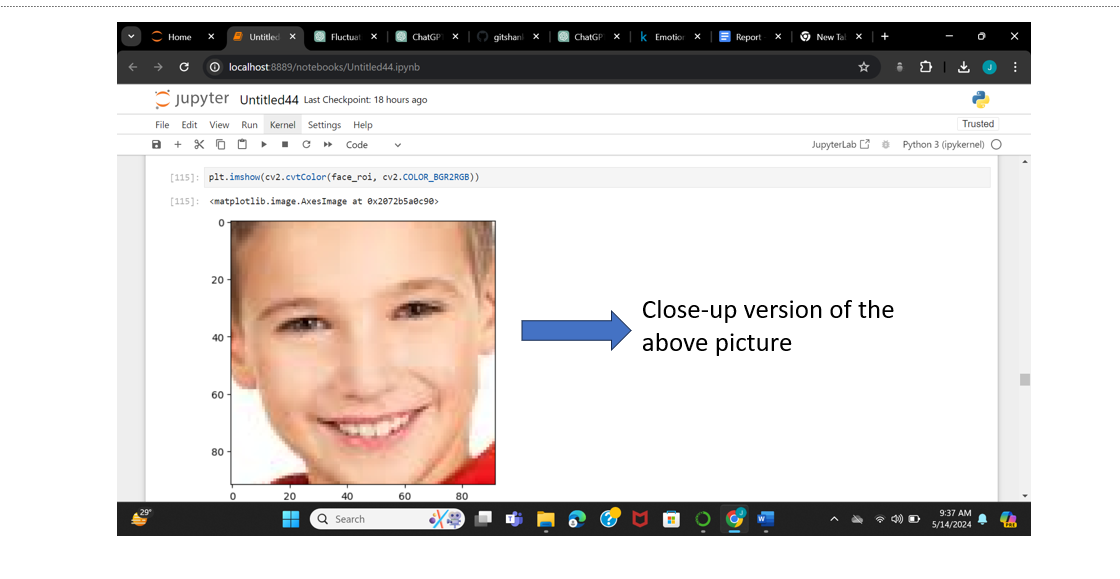 Home
Untitled
Fluctuat
ChatGP
gitshani
ChatGP
Emotion
Report
New Tal
localhost:8889/notebooks/Untitled44.ipynb
jupyter Untitled44 Last Checkpoint: 18 hours ago
File Edit View Run Kernel Settings Help
Trusted
Code
JupyterLab
Python 3 (ipykernel)
[115]: plt.imshow(cv2.cvtColor(face_roi, cv2.COLOR_BGR2RGB))
[115]: <matplotlib.image.AxesImage at 0x2072b5a0c90>
0
20
40
60
80
0 20 40 60 80
Close-up version of the
above picture
29°
Search
9:37 AM
5/14/2024